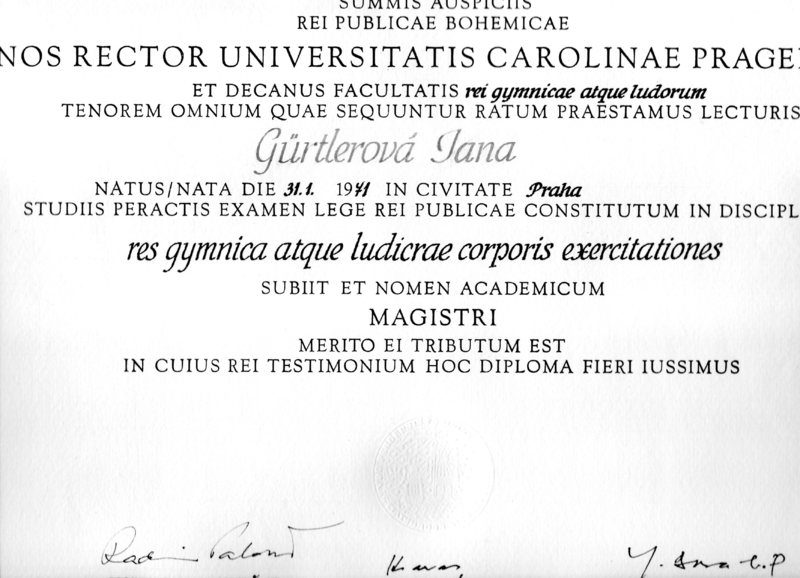 SUMMIS AUSPICIIS
REI PUBLICAE BOHEMICAE
NOS RECTOR UNIVERSITATIS CAROLINAE PRAGE
ET DECANUS FACULTATIS rei gymnicae atque ludorum
TENOREM OMNIUM QUAE SEQUUNTUR RATUM PRAESTAMUS LECTURIS
Gürtlerová Jana
NATUS/NATA DIE 31.1. 1971 IN CIVITATE Praha
STUDIIS PERACTIS EXAMEN LEGE REI PUBLICAE CONSTITUTUM IN DISCIPL
res gymnica atque ludicrae corporis exercitationes
SUBIIT ET NOMEN ACADEMICUM
MAGISTRI
MERITO EI TRIBUTUM EST
IN CUIUS REI TESTIMONIUM HOC DIPLOMA FIERI IUSSIMUS